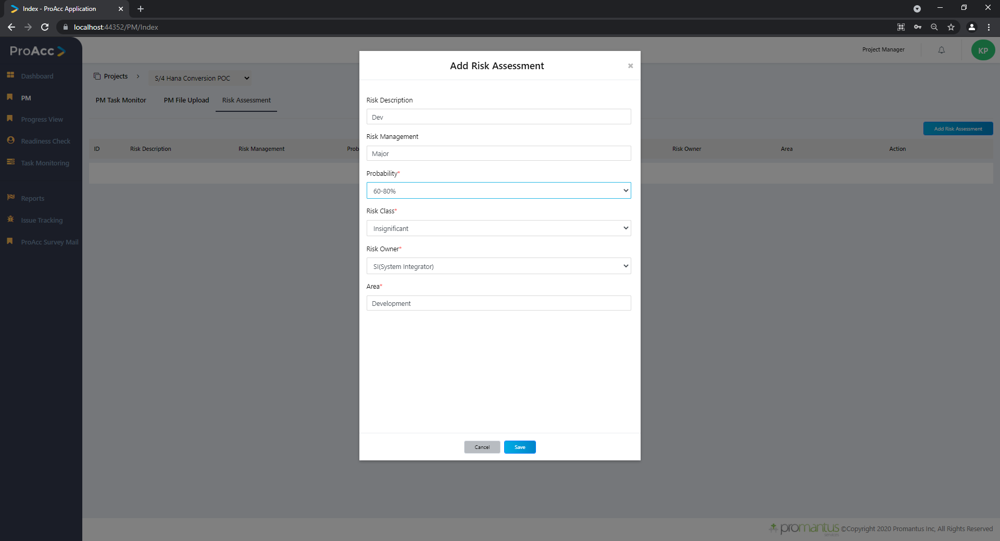 Index - ProAcc Application
localhost:44352/PM/Index
ProAcc
Project Manager
KP
Dashboard
PM
Progress View
Readiness Check
Task Monitoring
Reports
Issue Tracking
ProAcc Survey Mail
Projects
S/4 Hana Conversion POC
PM Task Monitor
PM File Upload
Risk Assessment
Add Risk Assessment
ID
Risk Description
Risk Management
Prob
Risk Owner
Area
Action
Add Risk Assessment
Risk Description
Dev
Risk Management
Major
Probability*
60-80%
Risk Class*
Insignificant
Risk Owner*
SI(System Integrator)
Area*
Development
Cancel
Save
promantus
services
©Copyright 2020 Promantus Inc, All Rights Reserved